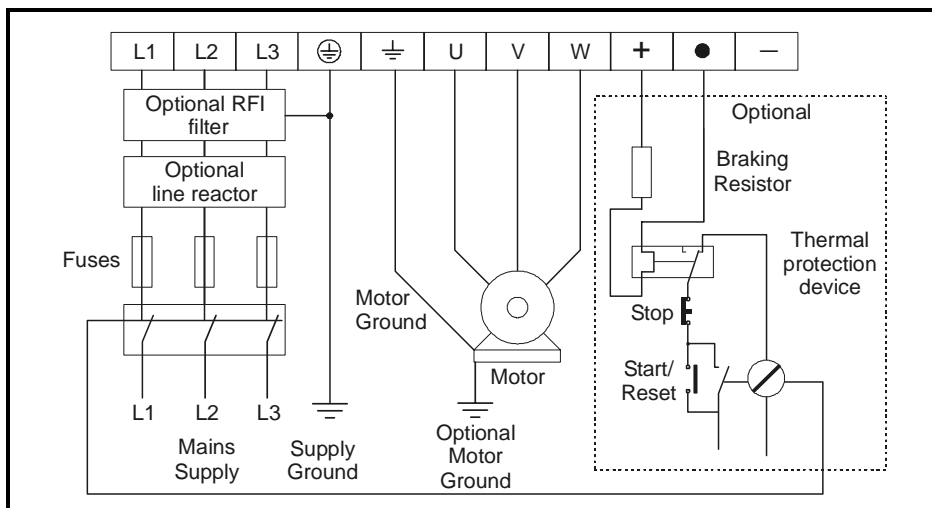 L1 L2 L3 U V W + ● —
Optional RFI
filter
Optional
line reactor
Fuses
L1 L2 L3
Mains
Supply
Supply
Ground
Motor
Ground
Motor
Optional
Motor
Ground
Optional
Braking
Resistor
Thermal
protection
device
Stop
Start/
Reset